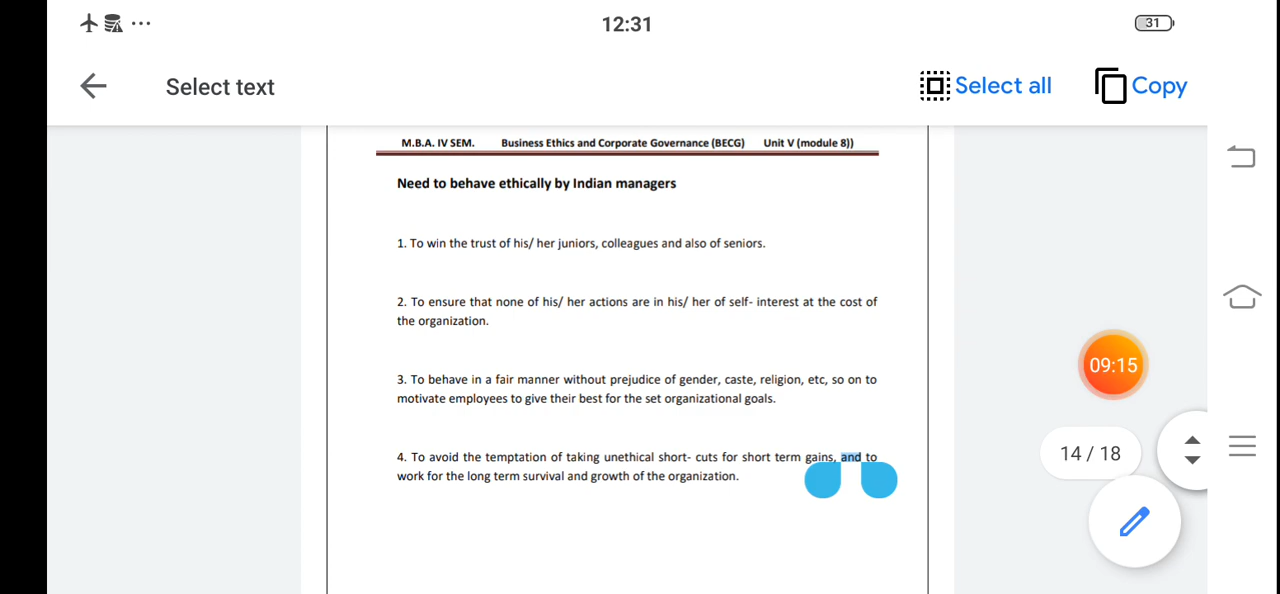 12:31
31
Select text
Select all
Copy
M.B.A. IV SEM. Business Ethics and Corporate Governance (BECG) Unit V (module 8))
Need to behave ethically by Indian managers
1. To win the trust of his/ her juniors, colleagues and also of seniors.
2. To ensure that none of his/ her actions are in his/ her of self- interest at the cost of
the organization.
3. To behave in a fair manner without prejudice of gender, caste, religion, etc, so on to
motivate employees to give their best for the set organizational goals.
4. To avoid the temptation of taking unethical short- cuts for short term gains, and to
work for the long term survival and growth of the organization.
09:15
14 / 18